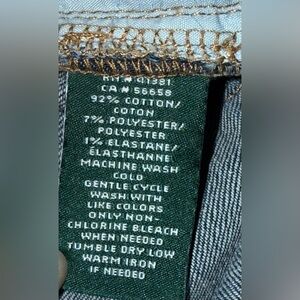 RN # 41381
CA # 56658
92% COTTON/
COTON
7% POLYESTER/
POLYESTER
1% ELASTANE/
ÉLASTHANNE
MACHINE WASH
COLD
GENTLE CYCLE
WASH WITH
LIKE COLORS
ONLY NON-
CHLORINE BLEACH
WHEN NEEDED
TUMBLE DRY LOW
WARM IRON
IF NEEDED